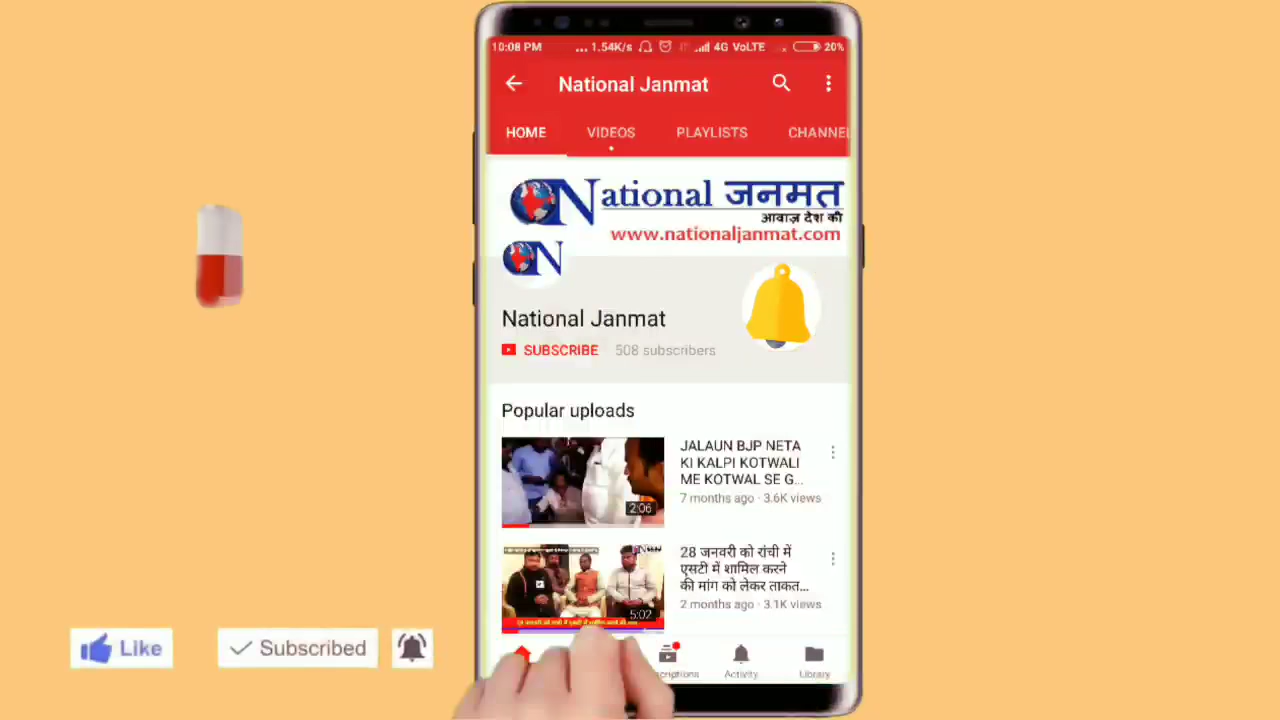 10:08 PM ... 1.54K/s 4G VoLTE 20%
National Janmat
HOME VIDEOS PLAYLISTS CHANNEL
National जनमत
आवाज़ देश की
www.nationaljanmat.com
N
National Janmat
SUBSCRIBE 508 subscribers
Popular uploads
JALAUN BJP NETA
KI KALPI KOTWALI
ME KOTWAL SE G...
7 months ago · 3.6K views
2:06
28 जनवरी को रांची में
एसटी में शामिल करने
की मांग को लेकर ताकत...
2 months ago · 3.1K views
5:02
Like
Subscribed
criptions Activity Library